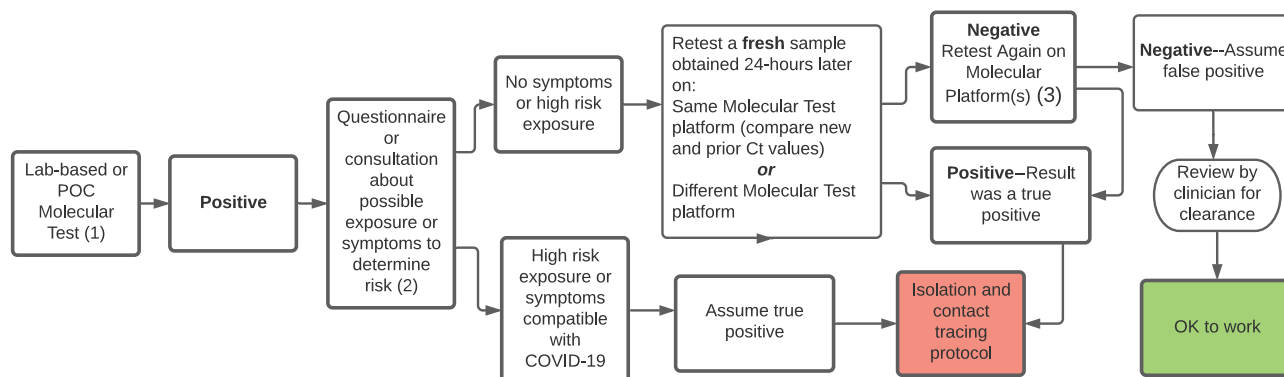 Lab-based or
POC
Molecular
Test (1)
Positive
Questionnaire
or
consultation
about
possible
exposure or
symptoms to
determine
risk (2)
No symptoms
or high risk
exposure
High risk
exposure or
symptoms
compatible
with
COVID-19
Retest a fresh sample
obtained 24-hours later
on:
Same Molecular Test
platform (compare new
and prior Ct values)
or
Different Molecular Test
platform
Assume true
positive
Negative
Retest Again on
Molecular
Platform(s) (3)
Positive–Result
was a true
positive
Isolation and
contact
tracing
protocol
Negative--Assume
false positive
Review by
clinician for
clearance
OK to work